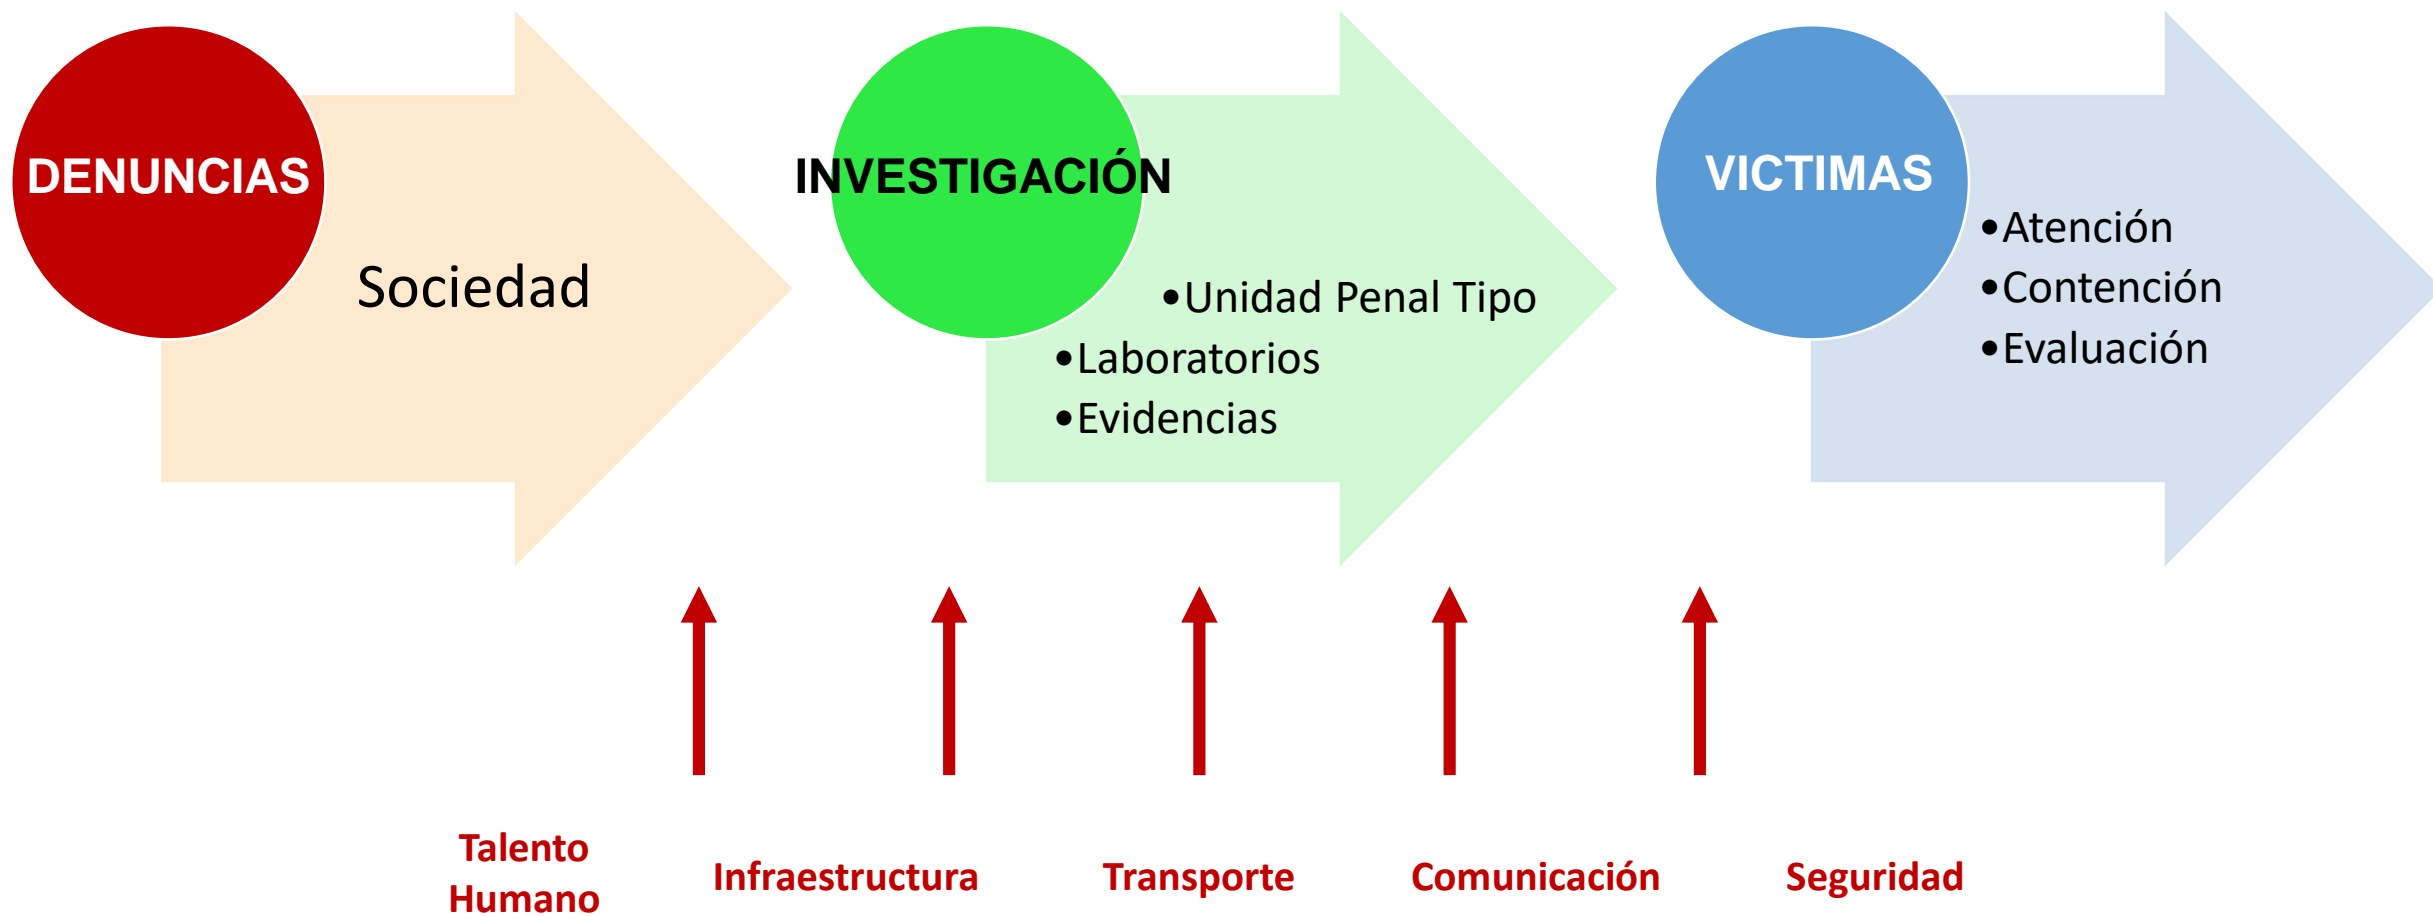 DENUNCIAS
Sociedad
INVESTIGACIÓN
•Unidad Penal Tipo
•Laboratorios
•Evidencias
VICTIMAS
•Atención
•Contención
•Evaluación
Talento
Humano
Infraestructura
Transporte
Comunicación
Seguridad